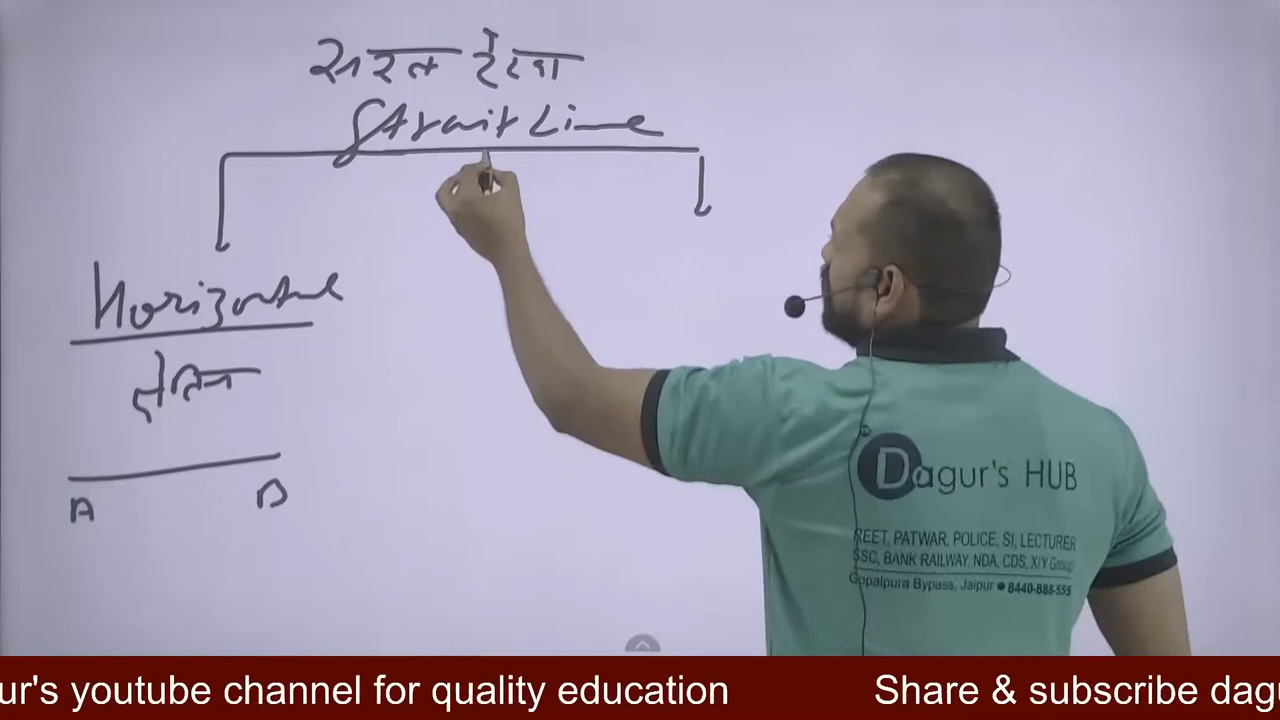 सरल रेखा
Strait Line
Horizontal
क्षैतिज
A B
Dagur's HUB
REET, PATWAR, POLICE, SI, LECTURER
SSC, BANK RAILWAY, NDA, CDS, X/Y Group
Gopalpura Bypass, Jaipur ● 8440-888-555
ur's youtube channel for quality education Share & subscribe dagu